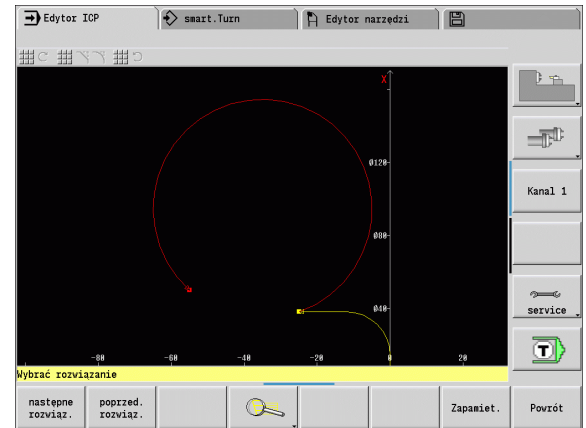 Edytor ICP
smart.Turn
Edytor narzędzi
X
Ø120
Kanal 1
Ø80
Ø40
service
T
-80
-60
-40
-20
0
20
Wybrać rozwiązanie
następne
rozwiąz.
poprzed.
rozwiąz.
Zapamiet.
Powrót